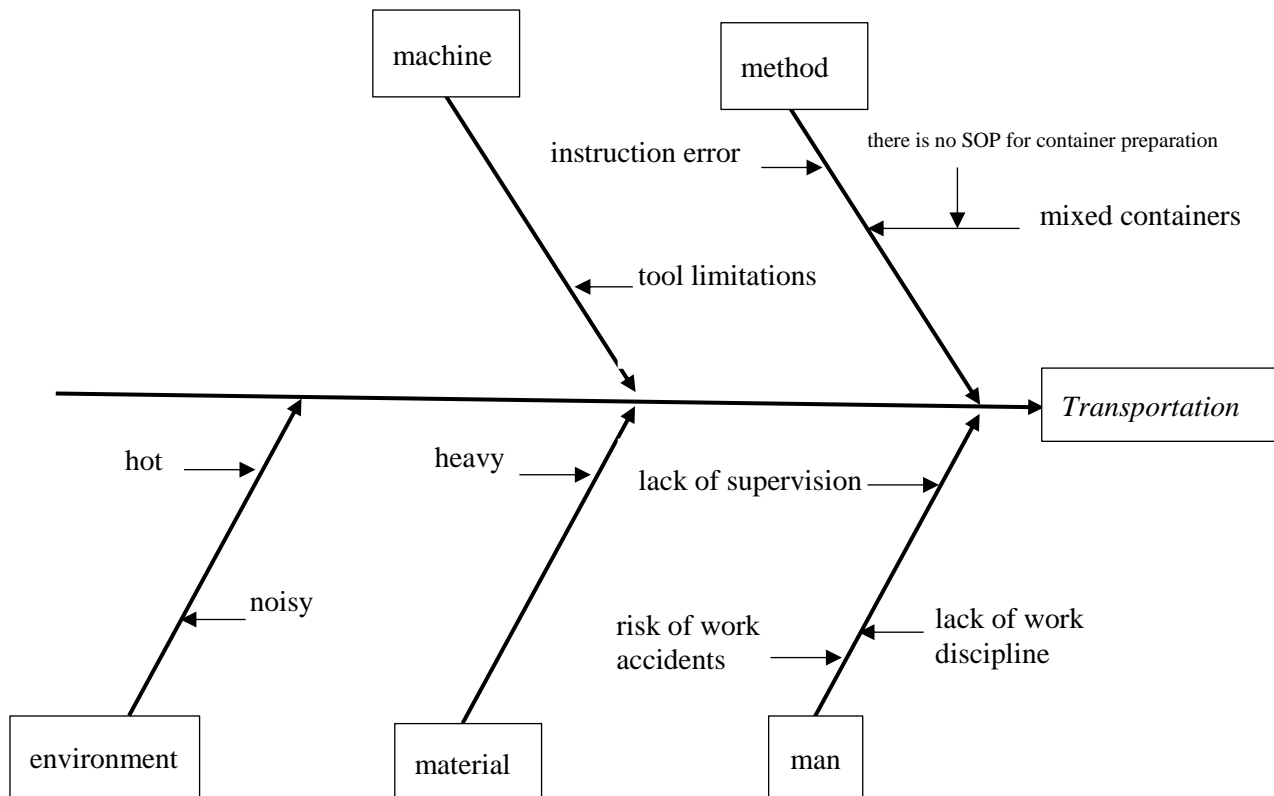 machine
method
there is no SOP for container preparation
instruction error
mixed containers
tool limitations
Transportation
hot
heavy
lack of supervision
noisy
risk of work
accidents
lack of work
discipline
environment
material
man